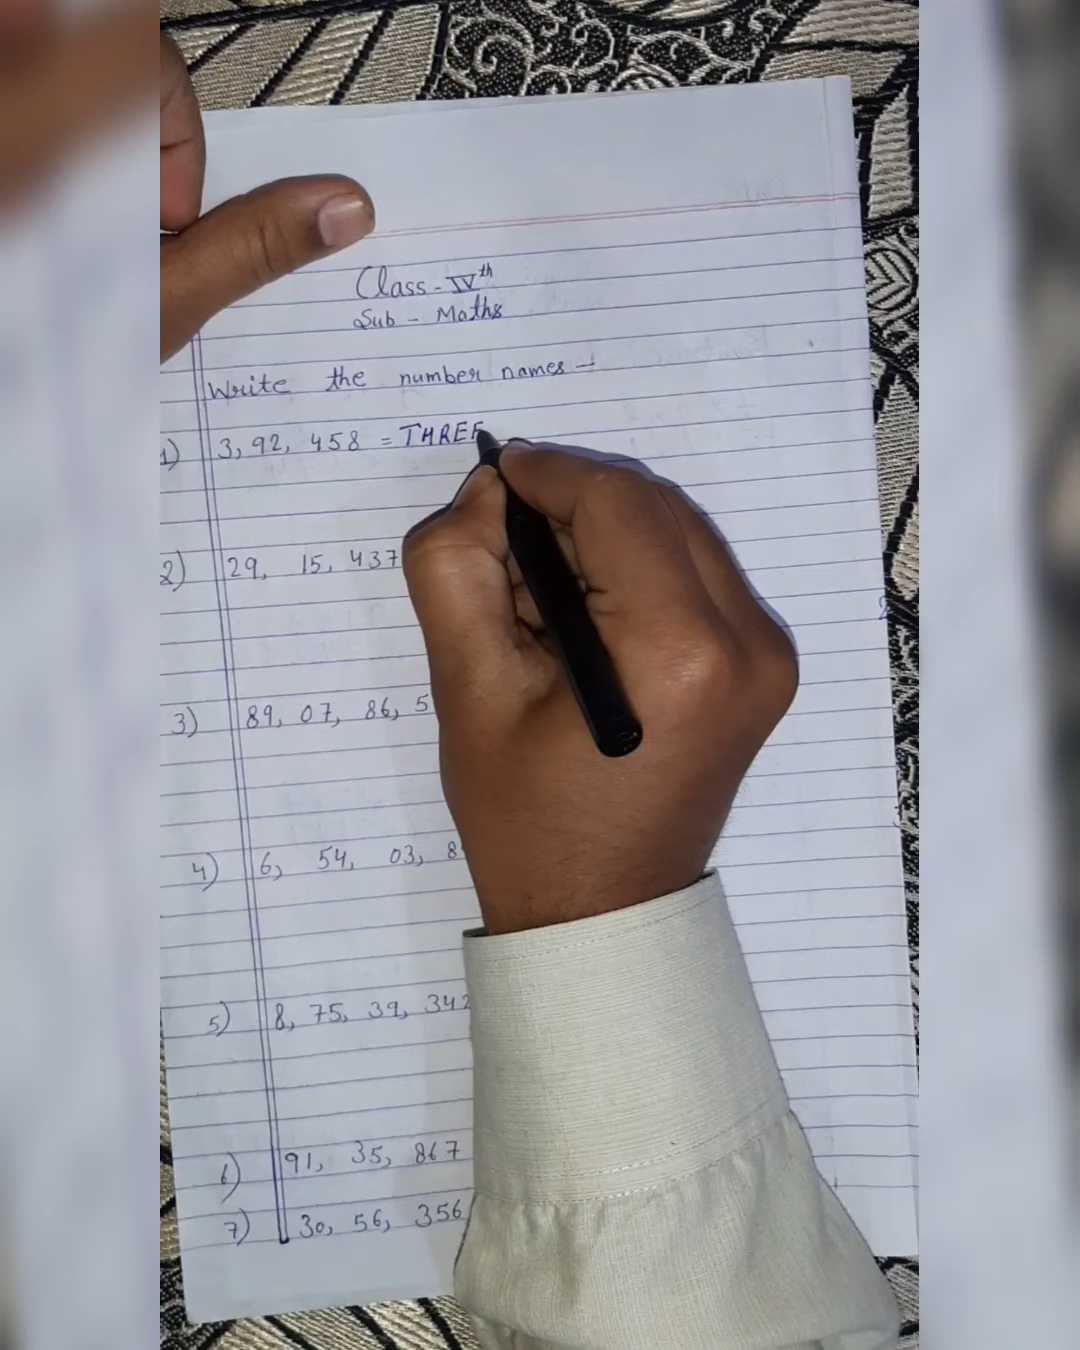 Class - IVth
Sub - Maths
Write the number names -
1) 3, 92, 458 = THREE
2) 29, 15, 437
3) 89, 07, 86, 5
4) 6, 54, 03, 8
5) 8, 75, 39, 342
6) 91, 35, 867
7) 30, 56, 356